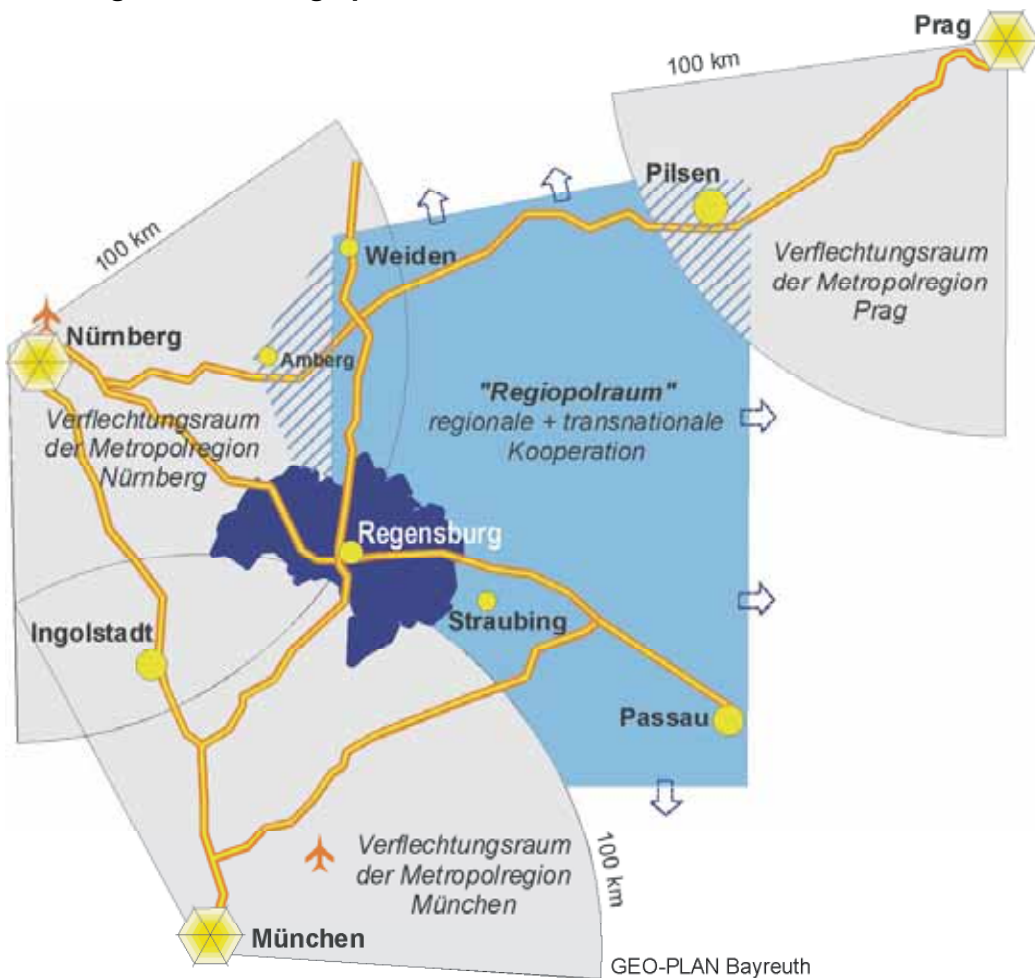 Prag
100 km
Pilsen
Verflechtungsraum
der Metropolregion
Prag
100 km
Weiden
Nürnberg
Amberg
"Regiopolraum"
regionale + transnationale
Kooperation
Verflechtungsraum
der Metropolregion
Nürnberg
Regensburg
Straubing
Ingolstadt
Passau
Verflechtungsraum
der Metropolregion
München
100 km
München
GEO-PLAN Bayreuth